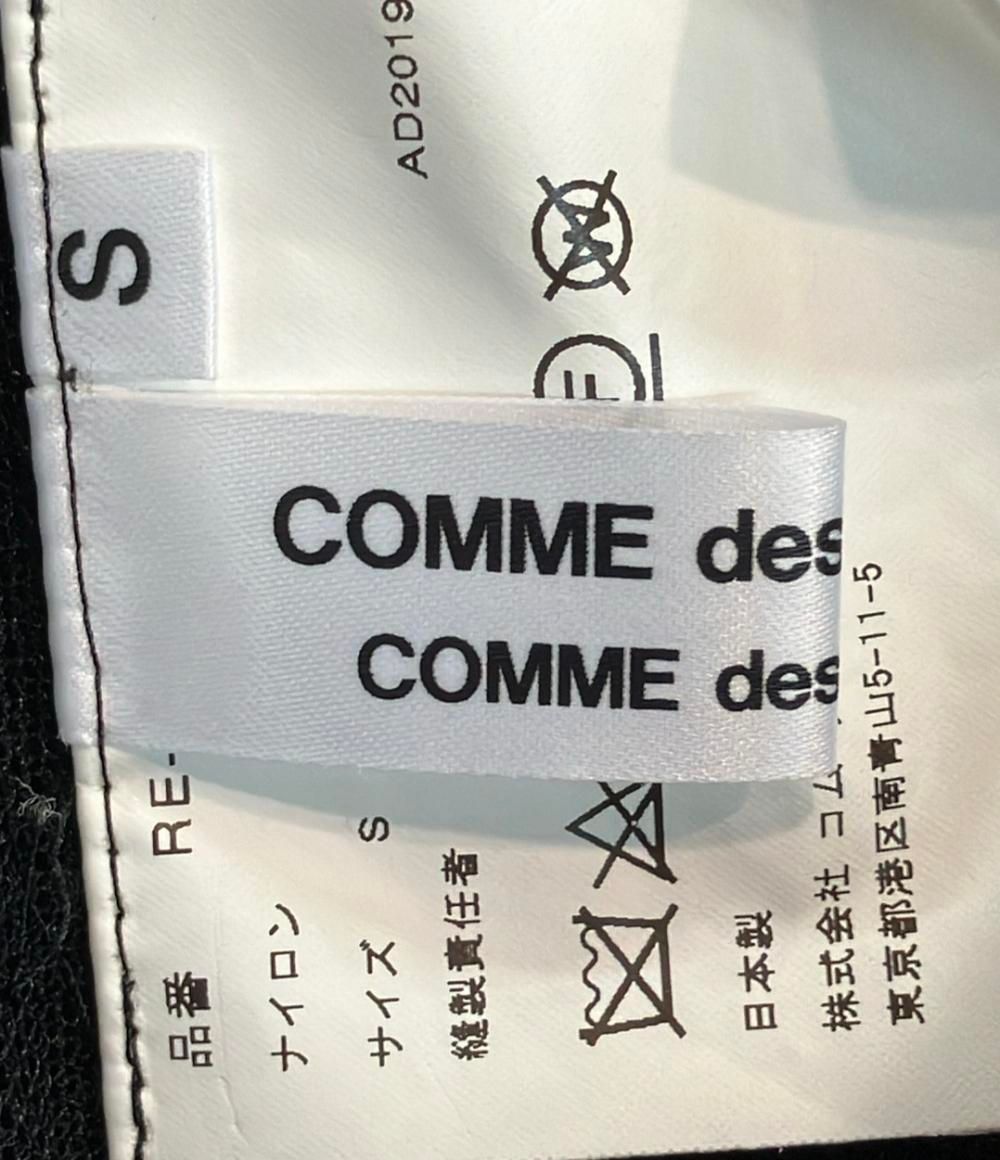 S
COMME des
COMME des
品番 RE-
ナイロン
サイズ S
縫製責任者
F
W
日本製
株式会社 コム
東京都港区南青山5-11-5
AD2019